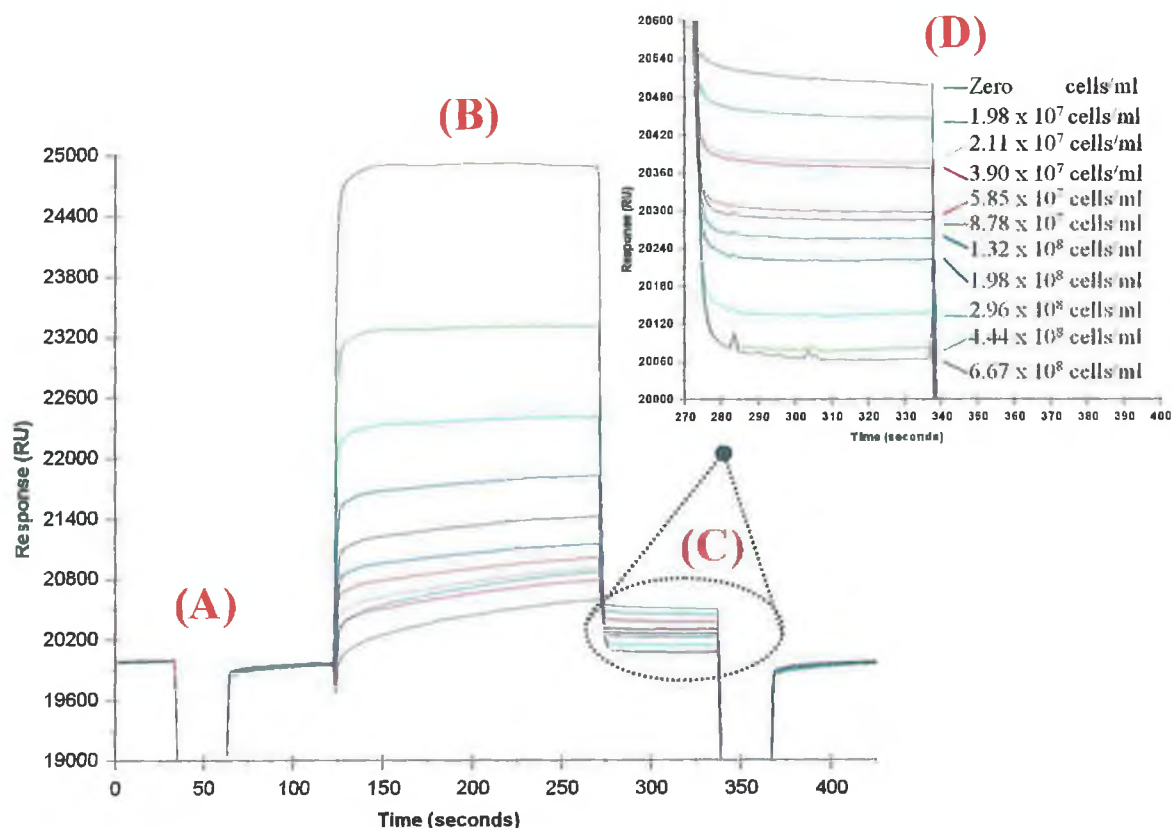 (D)
20600
20540
20480
20420
20360
20300
20240
20180
20120
20060
20000
Response (RU)
270 280 290 300 310 320 330 340 350 360 370 380 390 400
Time (seconds)
Zero cells/ml
1.98 x 10⁷ cells/ml
2.11 x 10⁷ cells/ml
3.90 x 10⁷ cells/ml
5.85 x 10⁷ cells/ml
8.78 x 10⁷ cells/ml
1.32 x 10⁸ cells/ml
1.98 x 10⁸ cells/ml
2.96 x 10⁸ cells/ml
4.44 x 10⁸ cells/ml
6.67 x 10⁸ cells/ml
(B)
(C)
(A)
25000
24400
23800
23200
22600
22000
21400
20800
20200
19600
19000
Response (RU)
0 50 100 150 200 250 300 350 400
Time (seconds)